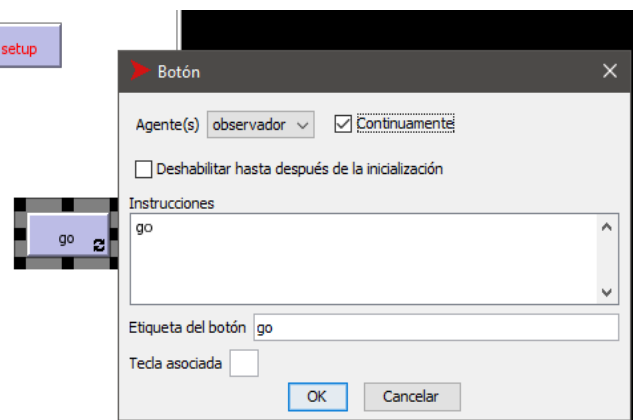 setup
Botón
Agente(s) observador Continuamente
Deshabilitar hasta después de la inicialización
Instrucciones
go
go
Etiqueta del botón go
Tecla asociada
OK Cancelar